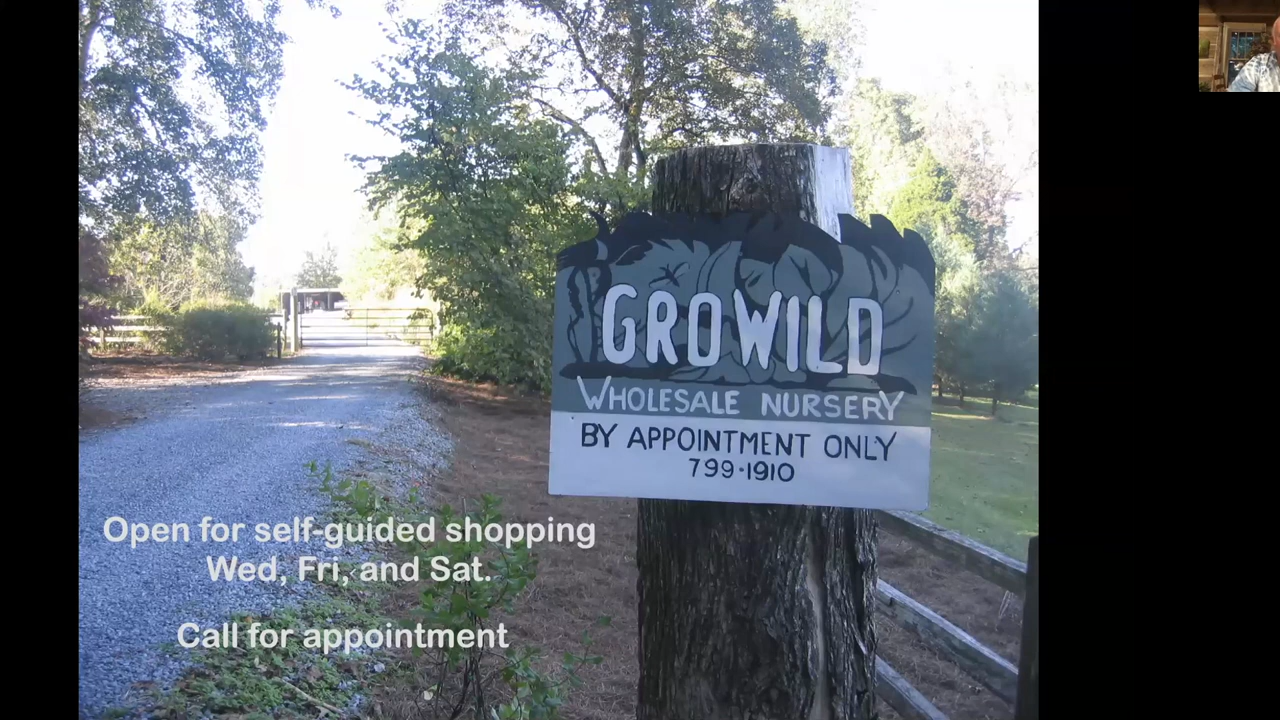 GROWILD
WHOLESALE NURSERY
BY APPOINTMENT ONLY
799-1910
Open for self-guided shopping
Wed, Fri, and Sat.
Call for appointment